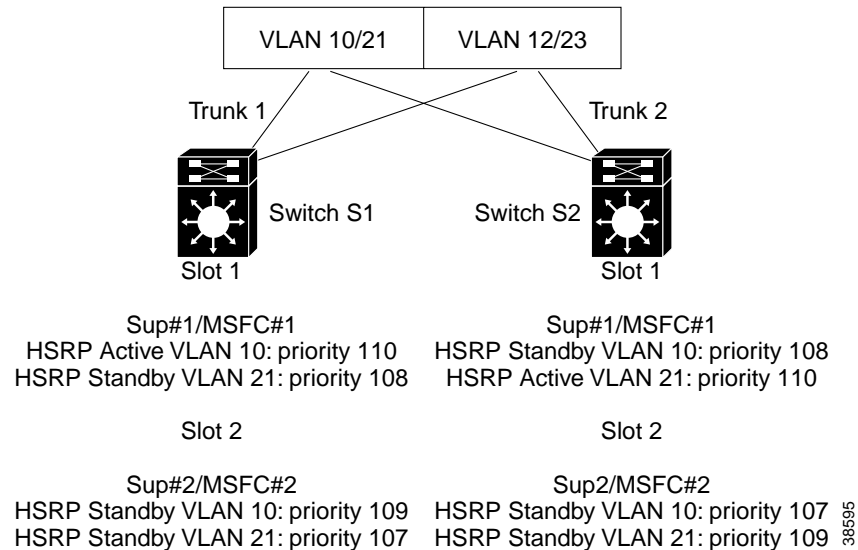 VLAN 10/21 VLAN 12/23
Trunk 1 Trunk 2
Switch S1 Switch S2
Slot 1 Slot 1
Sup#1/MSFC#1
HSRP Active VLAN 10: priority 110
HSRP Standby VLAN 21: priority 108
Slot 2
Sup#2/MSFC#2
HSRP Standby VLAN 10: priority 109
HSRP Standby VLAN 21: priority 107
Sup#1/MSFC#1
HSRP Standby VLAN 10: priority 108
HSRP Active VLAN 21: priority 110
Slot 2
Sup2/MSFC#2
HSRP Standby VLAN 10: priority 107
HSRP Standby VLAN 21: priority 109
38595